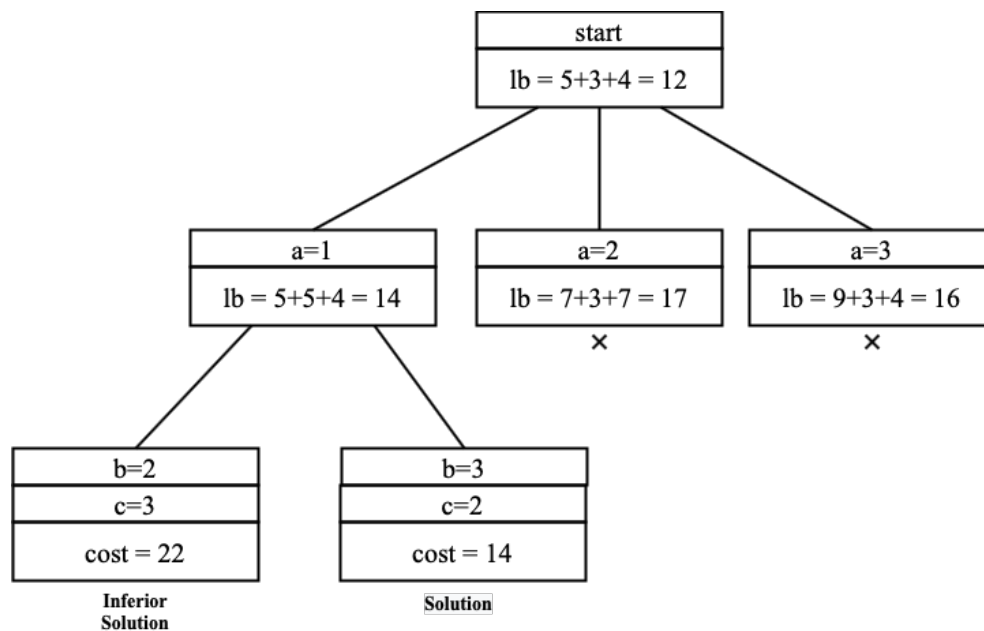 start
lb = 5+3+4 = 12
a=1
lb = 5+5+4 = 14
a=2
lb = 7+3+7 = 17
×
a=3
lb = 9+3+4 = 16
×
b=2
c=3
cost = 22
Inferior
Solution
b=3
c=2
cost = 14
Solution